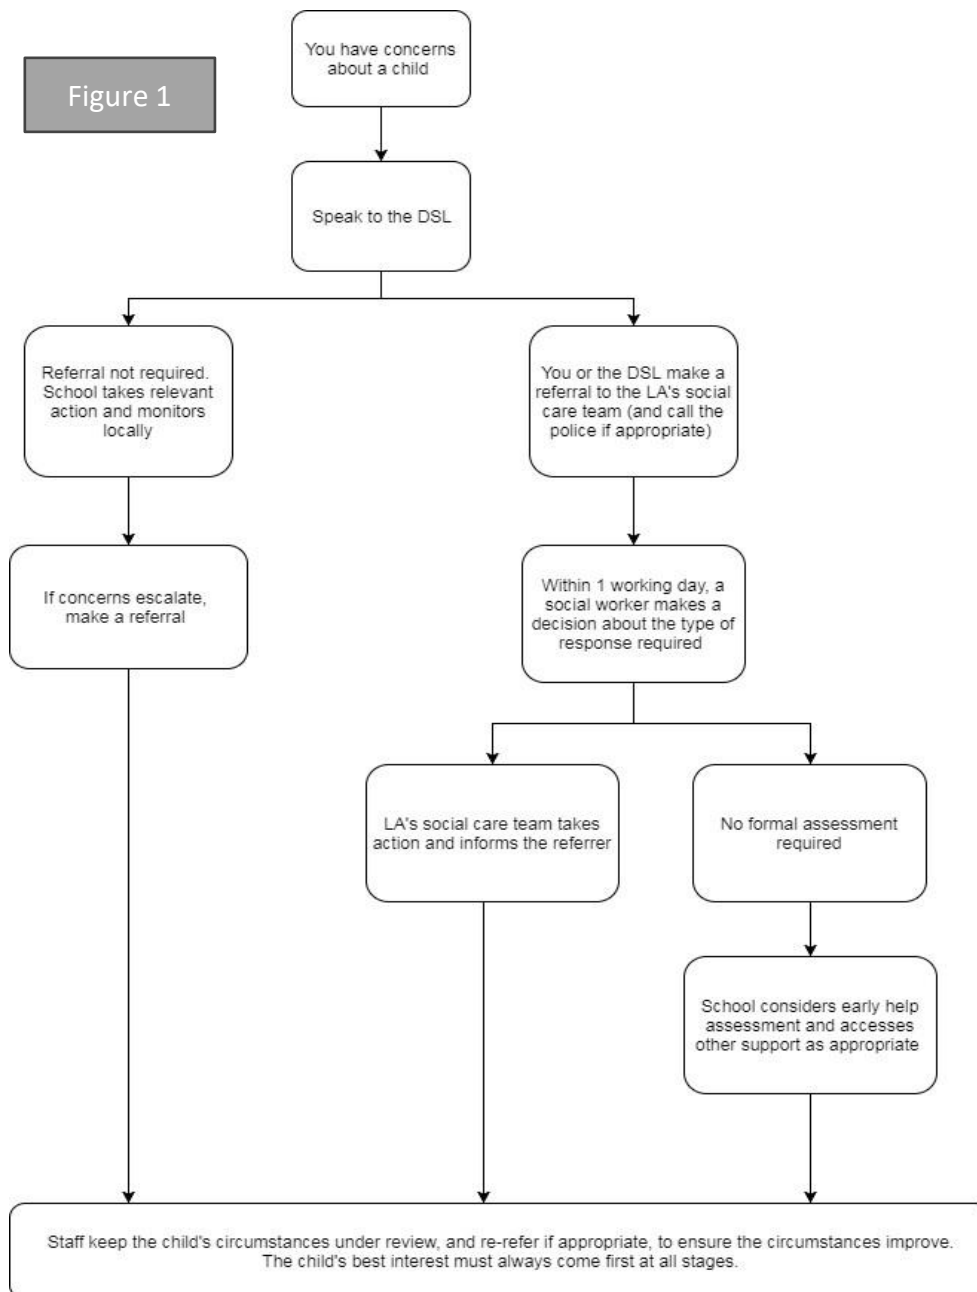 You have concerns
about a child
Figure 1
Speak to the DSL
Referral not required.
School takes relevant
action and monitors
locally
You or the DSL make a
referral to the LA's social
care team (and call the
police if appropriate)
If concerns escalate,
make a referral
Within 1 working day, a
social worker makes a
decision about the type of
response required
LA's social care team takes
action and informs the referrer
No formal assessment
required
School considers early help
assessment and accesses
other support as appropriate
Staff keep the child's circumstances under review, and re-refer if appropriate, to ensure the circumstances improve.
The child's best interest must always come first at all stages.